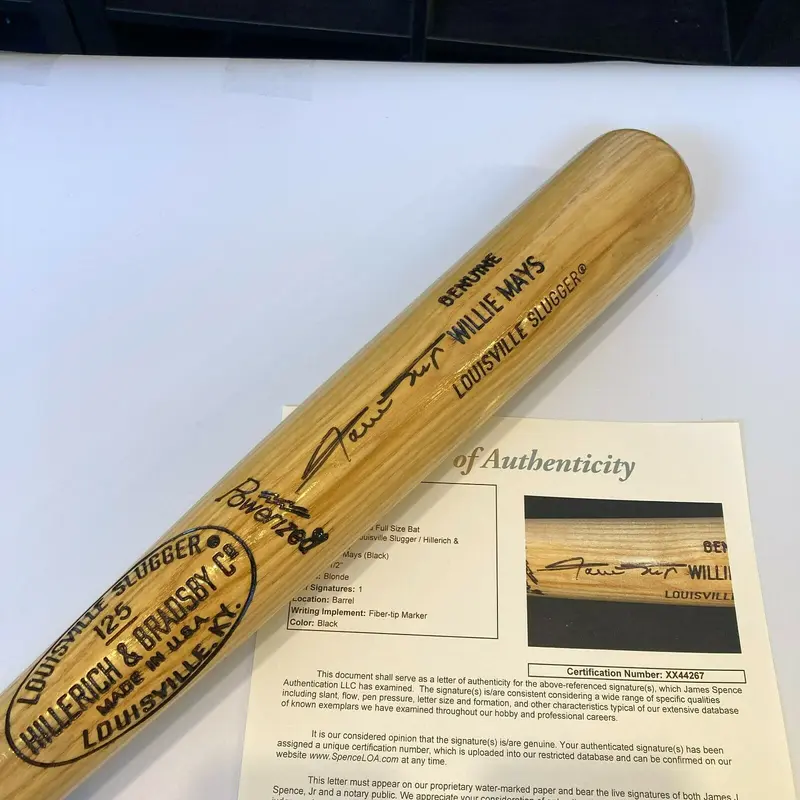 GENUINE
WILLIE MAYS
LOUISVILLE SLUGGER®
Willie Mays
Powerized
LOUISVILLE SLUGGER®
125
HILLERICH & BRADSBY Co
MADE IN U.S.A
LOUISVILLE, KY.
of Authenticity
Full Size Bat
Slugger / Hillerich &
Mays (Black)
1/2"
Blonde
Signatures: 1
Location: Barrel
Writing Implement: Fiber-tip Marker
Color: Black
GEN
WILLI
LOUISVILL
Certification Number: XX44267
This document shall serve as a letter of authenticity for the above-referenced signature(s), which James Spence
Authentication LLC has examined. The signature(s) is/are consistent considering a wide range of specific qualities
including slant, flow, pen pressure, letter size and formation, and other characteristics typical of our extensive database
of known exemplars we have examined throughout our hobby and professional careers.
It is our considered opinion that the signature(s) is/are genuine. Your authenticated signature(s) has been
assigned a unique certification number, which is uploaded into our restricted database and can be confirmed on our
website www.SpenceLOA.com at any time.
This letter must appear on our proprietary water-marked paper and bear the live signatures of both James J.
Spence, Jr and a notary public. We appreciate your consideration of